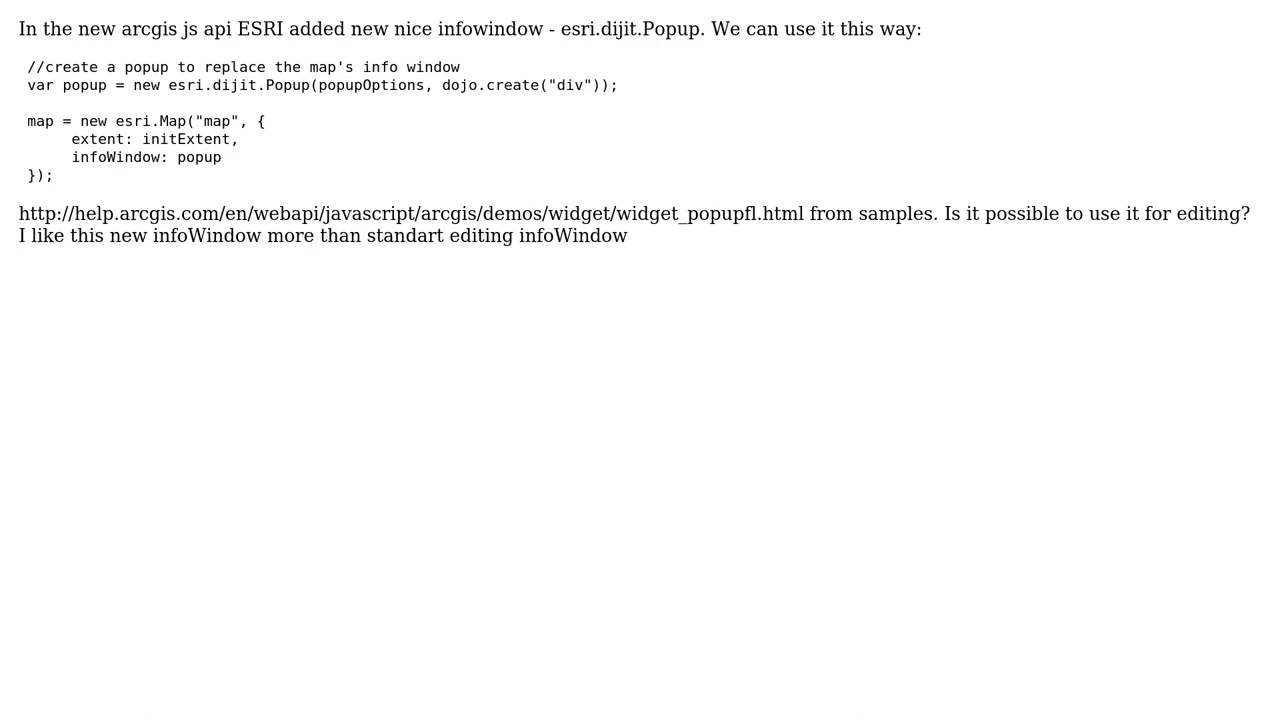 In the new arcgis js api ESRI added new nice infowindow - esri.dijit.Popup. We can use it this way:
//create a popup to replace the map's info window
var popup = new esri.dijit.Popup(popupOptions, dojo.create("div"));
map = new esri.Map("map", {
extent: initExtent,
infoWindow: popup
});
http://help.arcgis.com/en/webapi/javascript/arcgis/demos/widget/widget_popupfl.html from samples. Is it possible to use it for editing?
I like this new infoWindow more than standart editing infoWindow